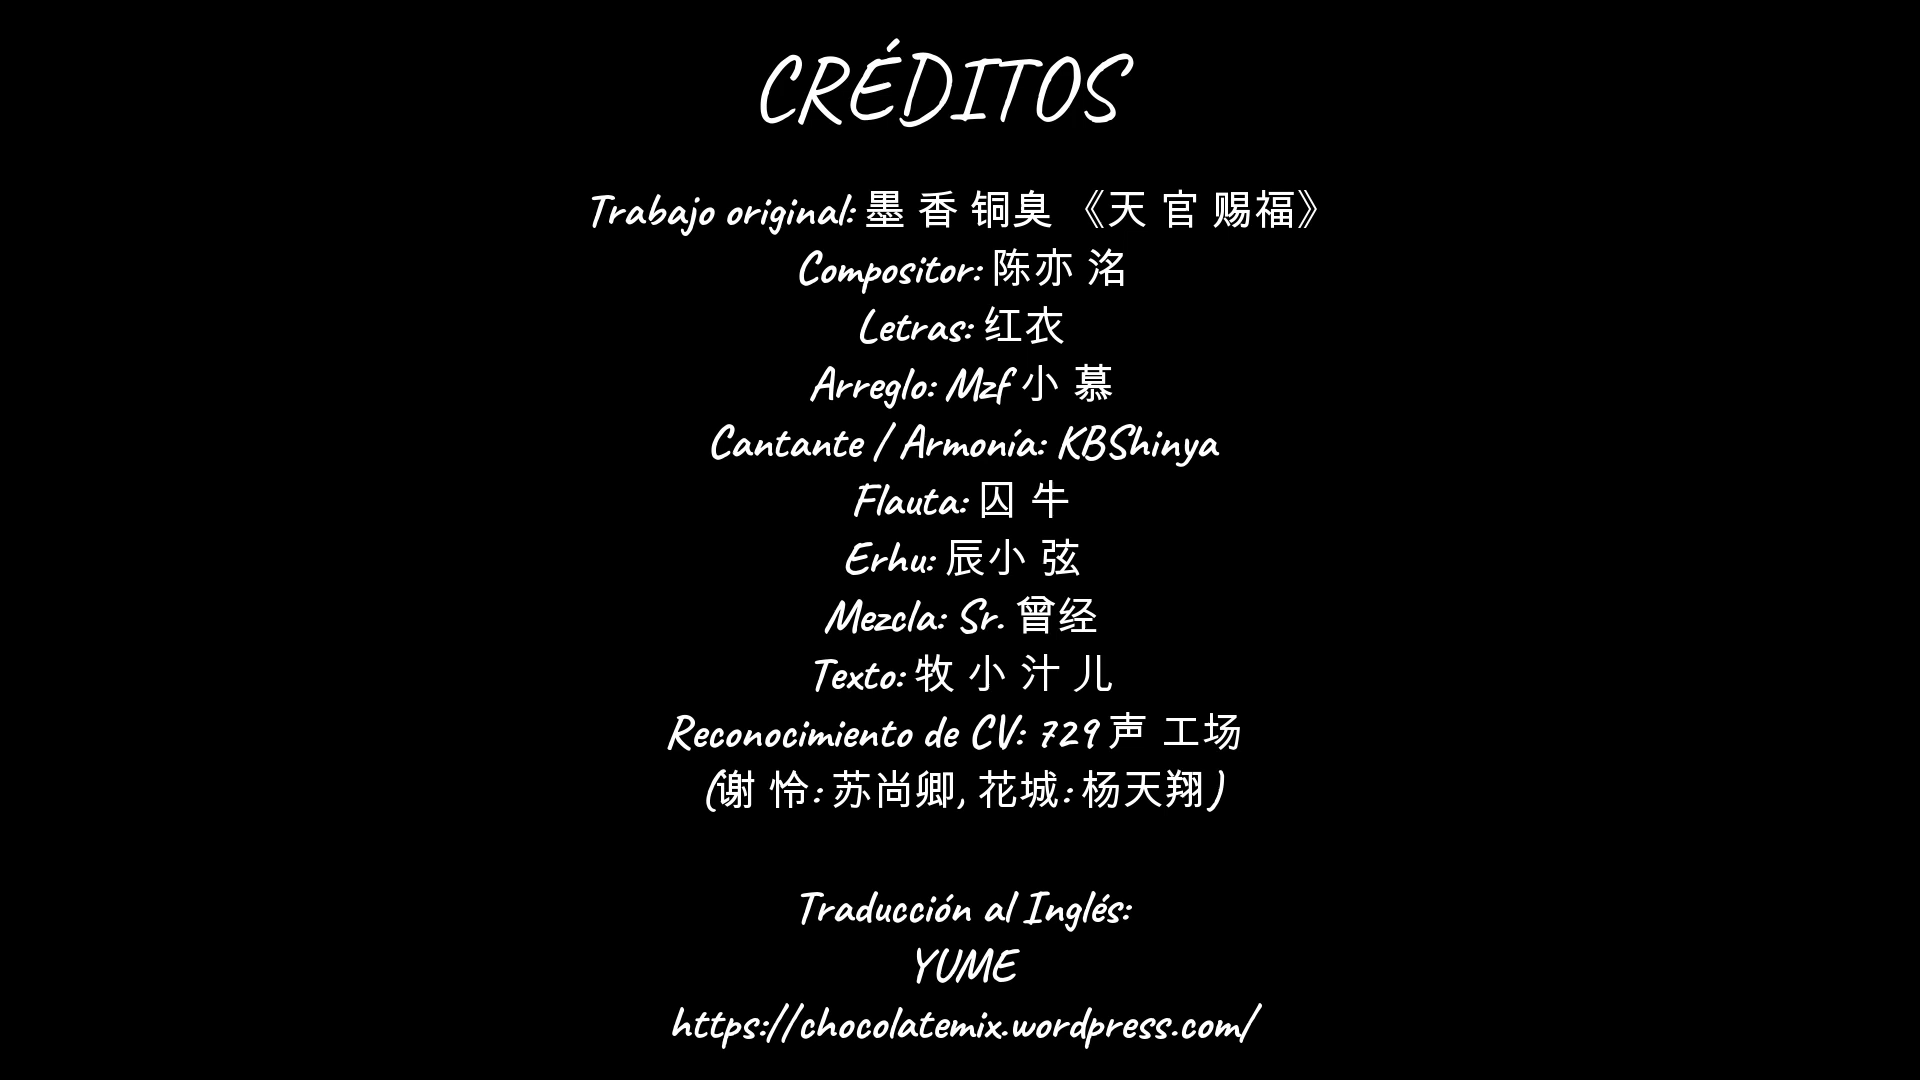 CRÉDITOS
Trabajo original: 墨 香 铜臭 《天 官 赐福》
Compositor: 陈亦 洺
Letras: 红衣
Arreglo: Mzf 小 慕
Cantante / Armonía: KBShinya
Flauta: 囚 牛
Erhu: 辰小 弦
Mezcla: Sr. 曾经
Texto: 牧 小 汁 儿
Reconocimiento de CV: 729 声 工场
(谢 怜: 苏尚卿, 花城: 杨天翔)
Traducción al Inglés:
YUME
https://chocolatemix.wordpress.com/